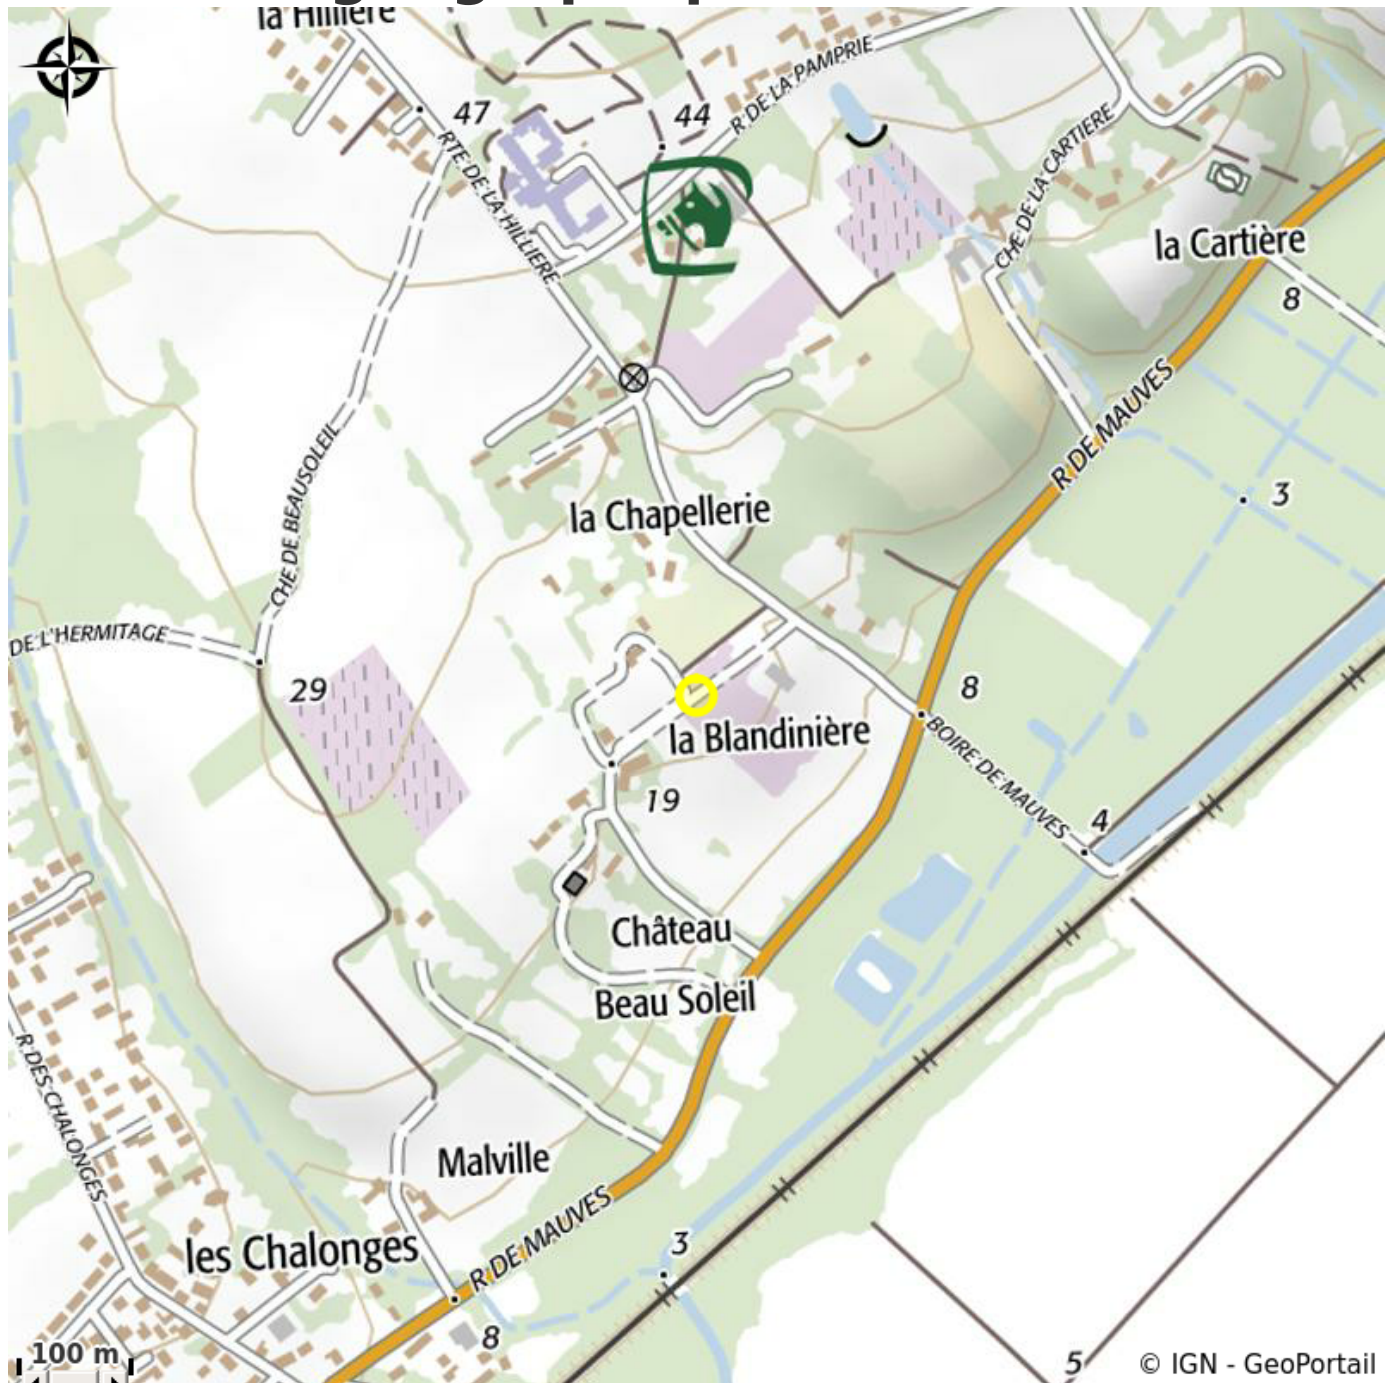 la Hillière
47
44
R DE LA PAMPRIE
RTE DE LA HILLIERE
CHE DE LA CARTIERE
la Cartière
8
R DE MAUVES
CHE DE BEAUSOLEIL
3
la Chapellerie
DE L'HERMITAGE
29
8
la Blandinière
BOIRE DE MAUVES
19
4
Château
Beau Soleil
R DES CHALONGES
Malville
R DE MAUVES
les Chalonges
3
8
100 m
5
© IGN - GeoPortail